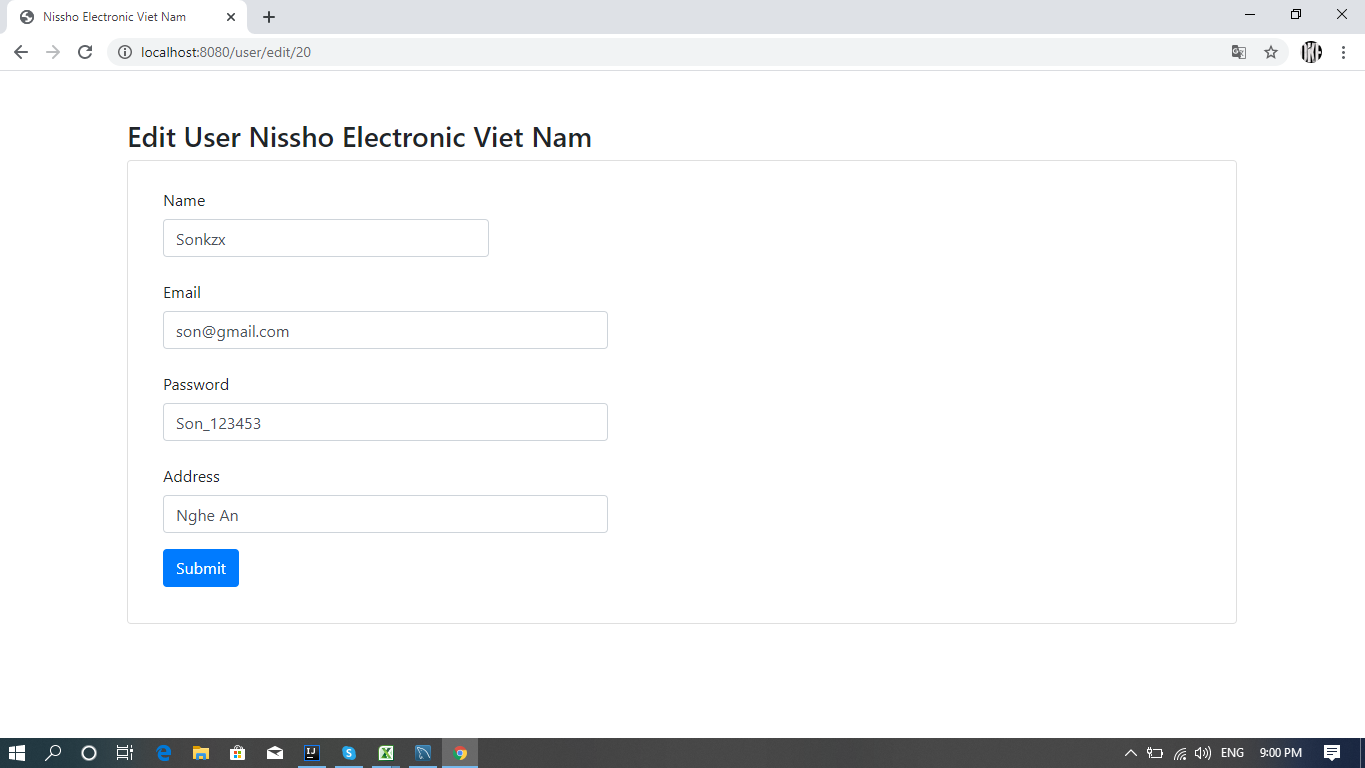 Nissho Electronic Viet Nam
localhost:8080/user/edit/20
Edit User Nissho Electronic Viet Nam
Name
Sonkzx
Email
son@gmail.com
Password
Son_123453
Address
Nghe An
Submit
ENG
9:00 PM